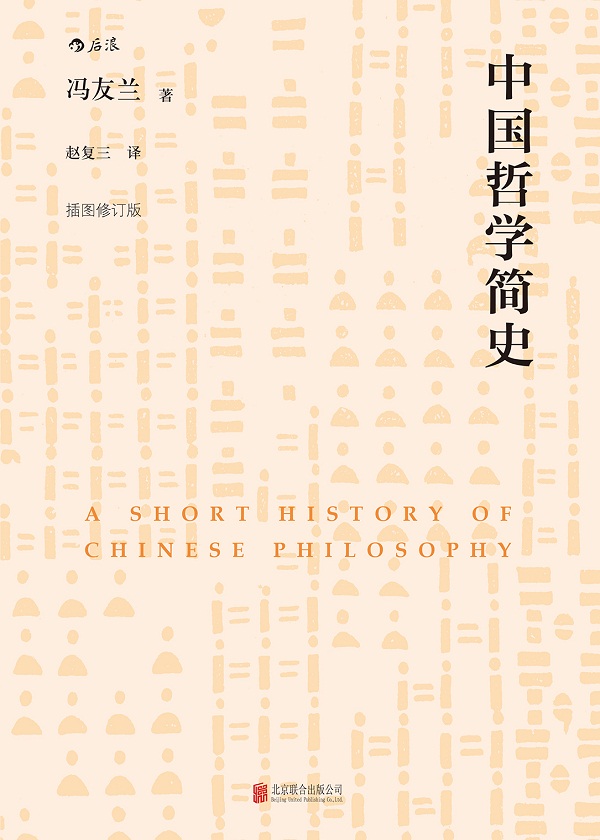 后浪
冯友兰 著
赵复三 译
插图修订版
中国哲学简史
A SHORT HISTORY OF
CHINESE PHILOSOPHY
北京联合出版公司
Beijing United Publishing Co.,Ltd.